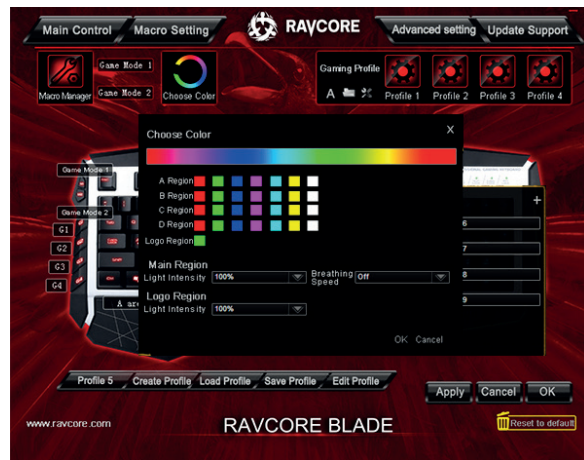 Main Control Macro Setting RAVCORE Advanced setting Update Support
Game Mode 1
Gaming Profile
Macro Manager Game Mode 2 Choose Color A Profile 1 Profile 2 Profile 3 Profile 4
Choose Color X
Game Mode 1
A Region
B Region
Game Mode 2
C Region
+
G1
D Region
6
G2
Logo Region
7
G3
Main Region
Light Intensity 100% Breathing Speed Off
8
G4
Logo Region
Light Intensity 100%
9
A are
OK Cancel
Profile 5 Create Profile Load Profile Save Profile Edit Profile
Apply Cancel OK
www.ravcore.com RAVCORE BLADE Reset to default